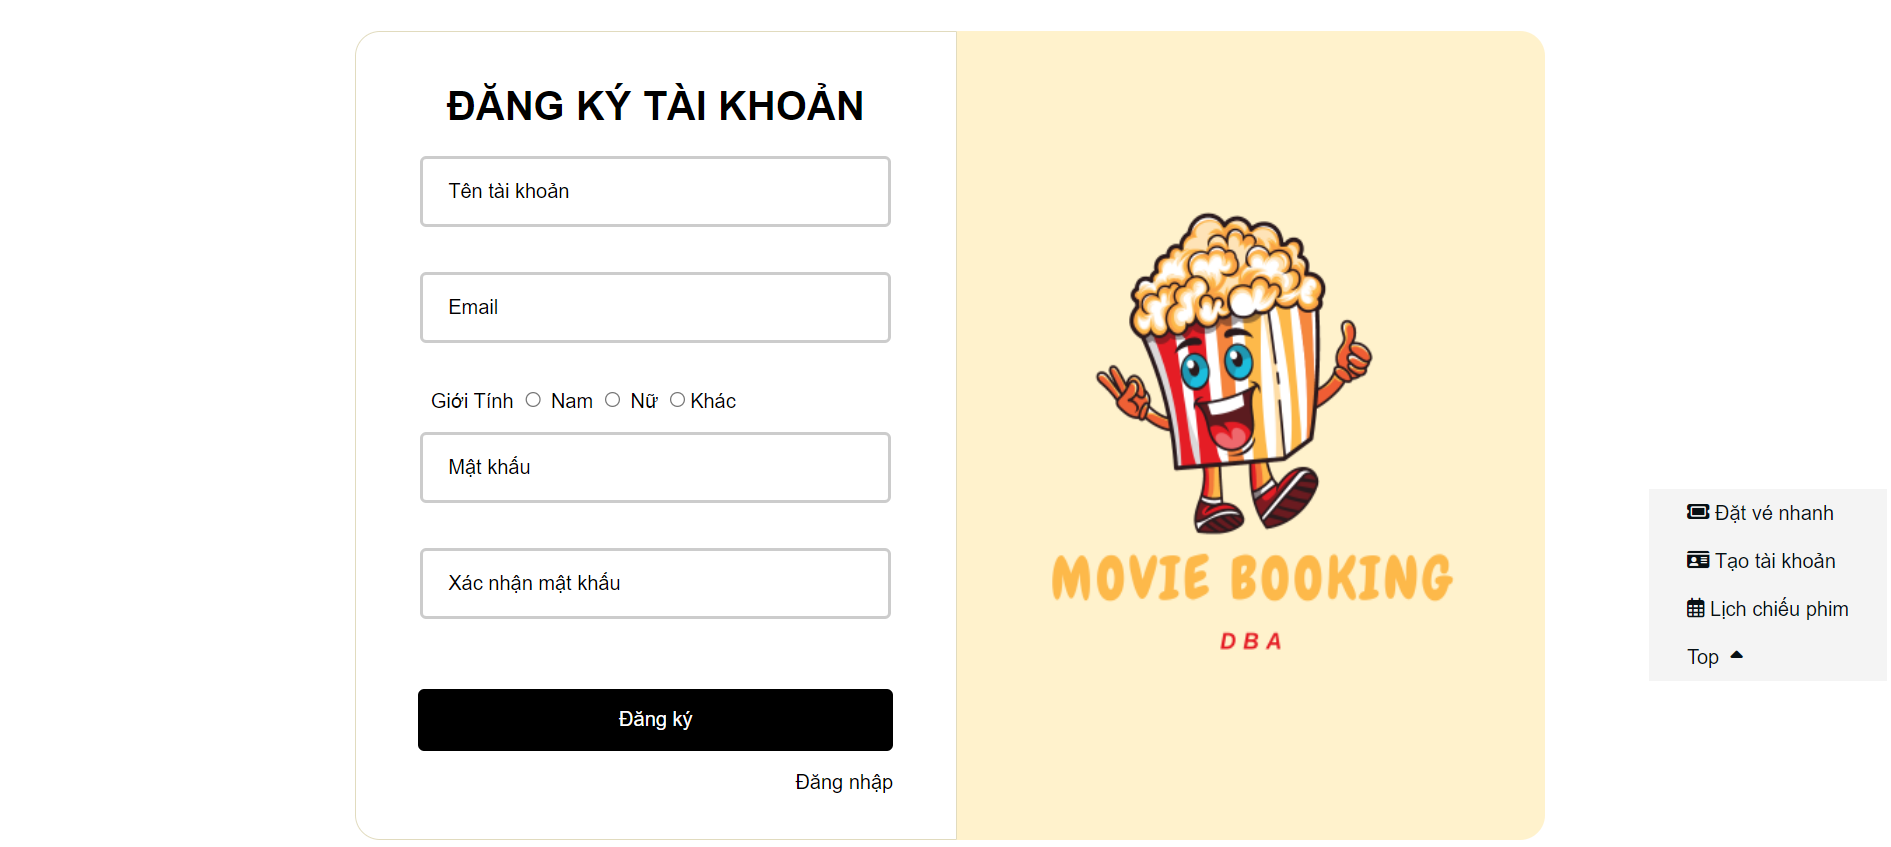 ĐĂNG KÝ TÀI KHOẢN
Tên tài khoản
Email
Giới Tính Nam Nữ Khác
Mật khẩu
Xác nhận mật khẩu
Đăng ký
Đăng nhập
MOVIE BOOKING
DBA
Đặt vé nhanh
Tạo tài khoản
Lịch chiếu phim
Top